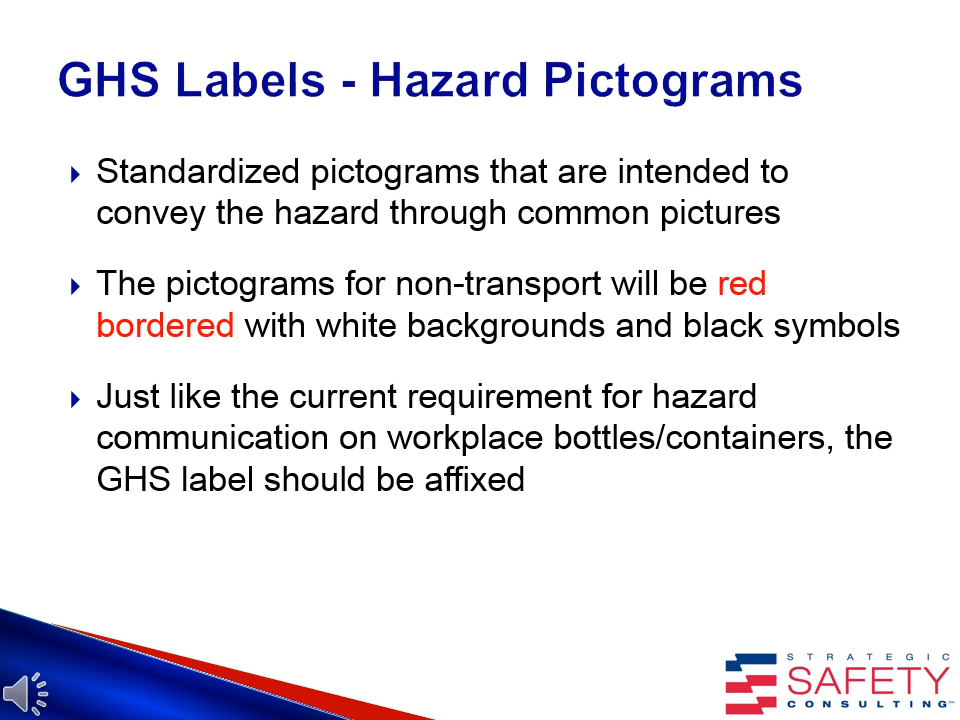 GHS Labels - Hazard Pictograms
Standardized pictograms that are intended to
convey the hazard through common pictures
The pictograms for non-transport will be red
bordered with white backgrounds and black symbols
Just like the current requirement for hazard
communication on workplace bottles/containers, the
GHS label should be affixed
STRATEGIC
SAFETY
CONSULTING